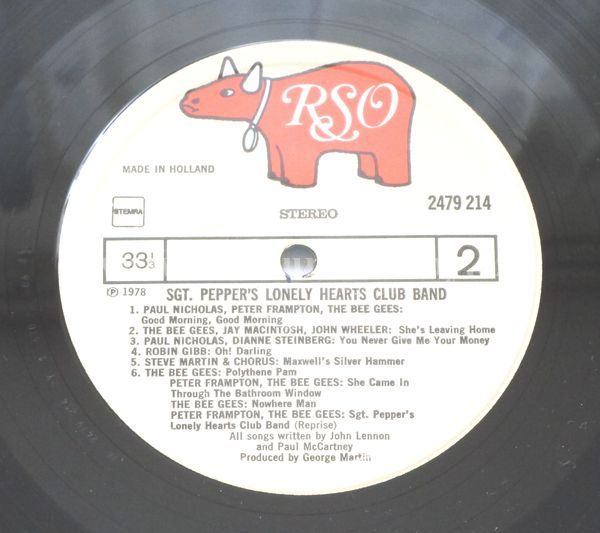 RSO
MADE IN HOLLAND
STEMRA
STEREO
2479 214
33 1/3
2
℗ 1978
SGT. PEPPER'S LONELY HEARTS CLUB BAND
1. PAUL NICHOLAS, PETER FRAMPTON, THE BEE GEES:
Good Morning, Good Morning
2. THE BEE GEES, JAY MACINTOSH, JOHN WHEELER: She's Leaving Home
3. PAUL NICHOLAS, DIANNE STEINBERG: You Never Give Me Your Money
4. ROBIN GIBB: Oh! Darling
5. STEVE MARTIN & CHORUS: Maxwell's Silver Hammer
6. THE BEE GEES: Polythene Pam
PETER FRAMPTON, THE BEE GEES: She Came In
Through The Bathroom Window
THE BEE GEES: Nowhere Man
PETER FRAMPTON, THE BEE GEES: Sgt. Pepper's
Lonely Hearts Club Band (Reprise)
All songs written by John Lennon
and Paul McCartney
Produced by George Martin